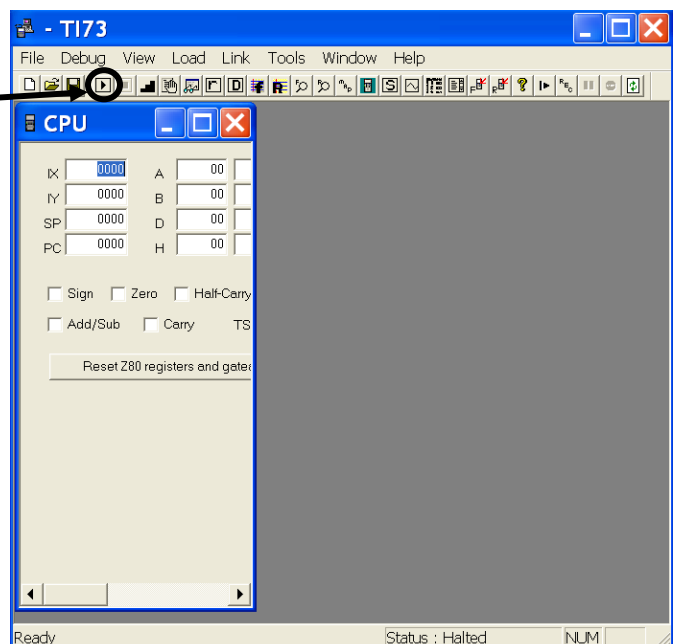 - TI73
File Debug View Load Link Tools Window Help
CPU
IX 0000 A 00
IY 0000 B 00
SP 0000 D 00
PC 0000 H 00
Sign Zero Half-Carry
Add/Sub Carry TS
Reset Z80 registers and gate
Ready Status : Halted NUM